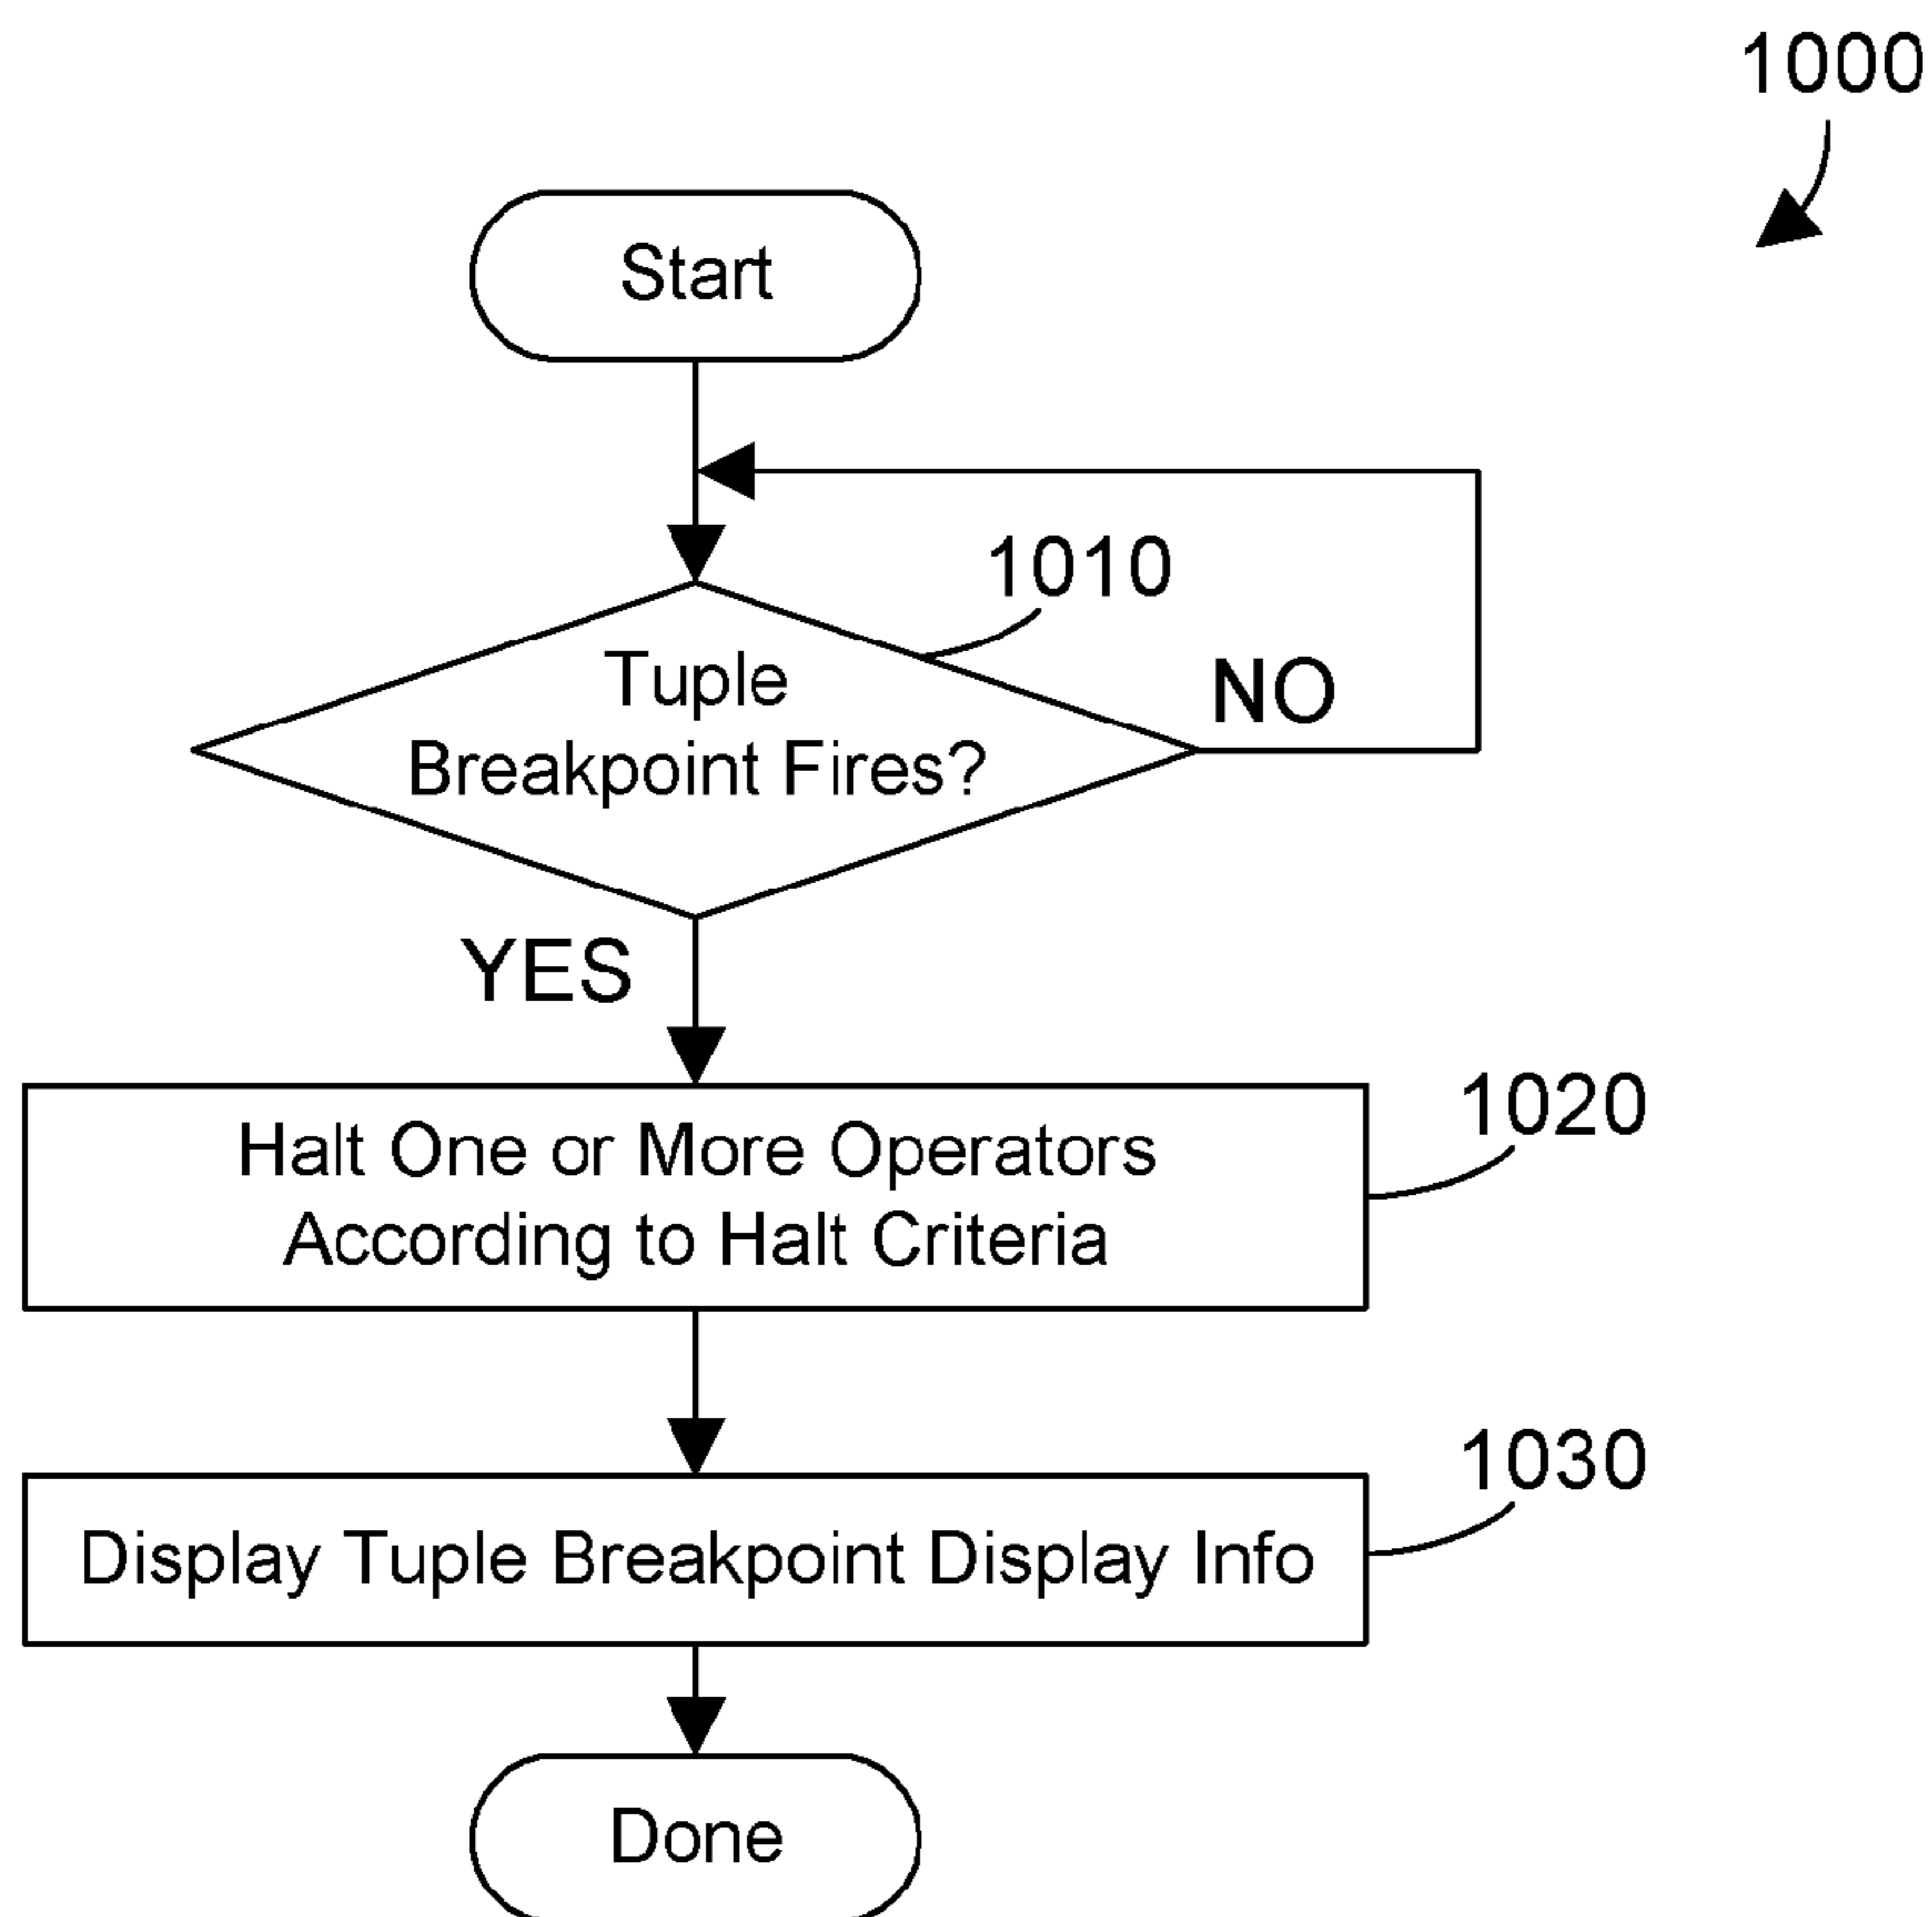 1000
Start
1010
Tuple
Breakpoint Fires?
NO
YES
1020
Halt One or More Operators
According to Halt Criteria
1030
Display Tuple Breakpoint Display Info
Done